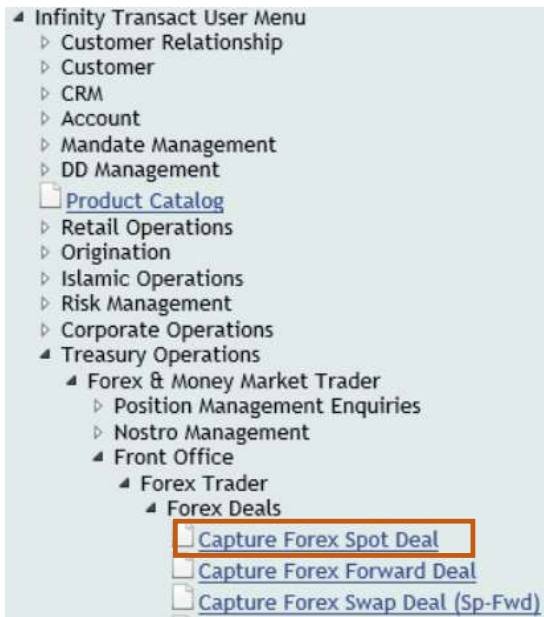 Infinity Transact User Menu
Customer Relationship
Customer
CRM
Account
Mandate Management
DD Management
Product Catalog
Retail Operations
Origination
Islamic Operations
Risk Management
Corporate Operations
Treasury Operations
Forex & Money Market Trader
Position Management Enquiries
Nostro Management
Front Office
Forex Trader
Forex Deals
Capture Forex Spot Deal
Capture Forex Forward Deal
Capture Forex Swap Deal (Sp-Fwd)